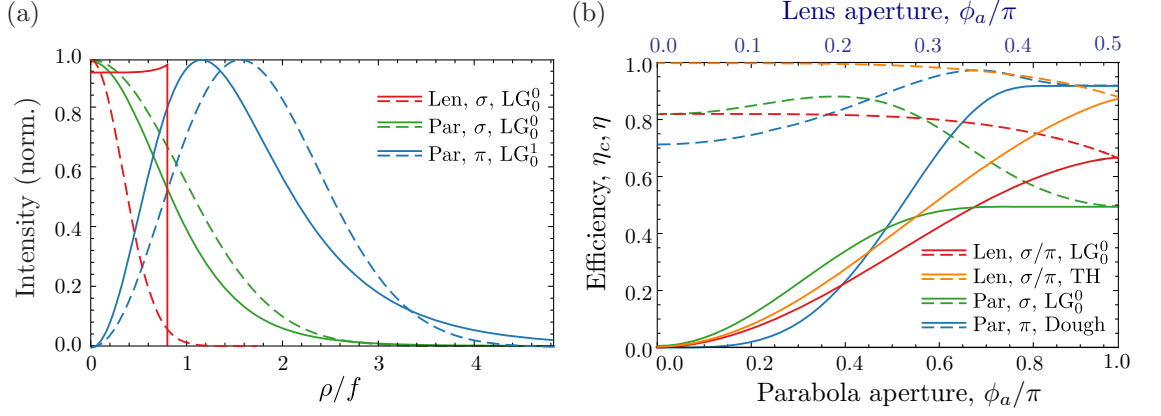 (a)
Intensity (norm.)
1.0
0.8
0.6
0.4
0.2
0.0
0 1 2 3 4
ρ/f
Len, σ, LG₀⁰
Par, σ, LG₀⁰
Par, π, LG₀¹
(b)
Lens aperture, ϕₐ/π
0.0 0.1 0.2 0.3 0.4 0.5
Efficiency, η_c, η
1.0
0.8
0.6
0.4
0.2
0.0
0.2 0.4 0.6 0.8 1.0
Parabola aperture, ϕₐ/π
Len, σ/π, LG₀⁰
Len, σ/π, TH
Par, σ, LG₀⁰
Par, π, Dough